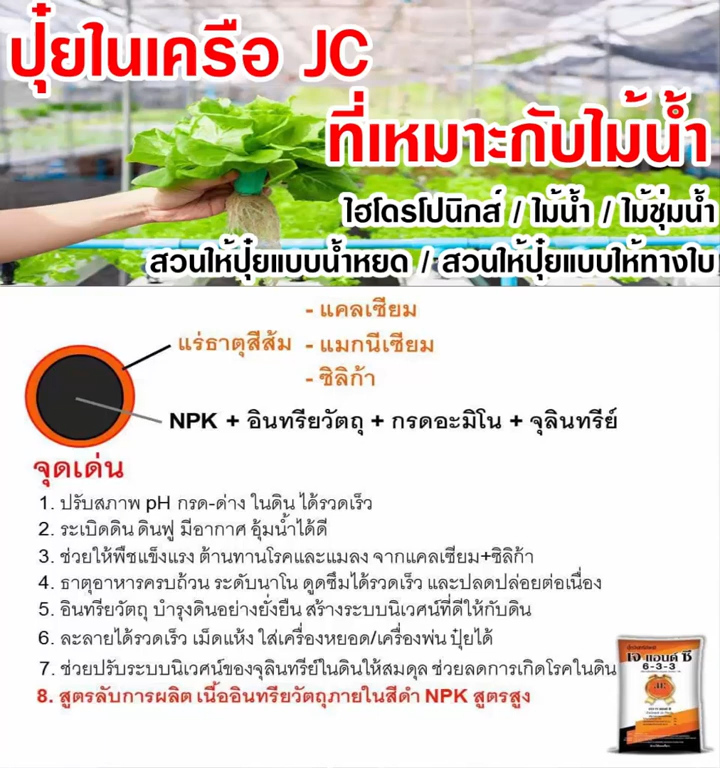 ปุ๋ยในเครือ JC
ที่เหมาะกับไม้น้ำ
ไฮโดรโปนิกส์ / ไม้น้ำ / ไม้ชุ่มน้ำ
สวนให้ปุ๋ยแบบน้ำหยด / สวนให้ปุ๋ยแบบให้ทางใบ
- แคลเซียม
แร่ธาตุสีส้ม - แมกนีเซียม
- ซิลิก้า
NPK + อินทรียวัตถุ + กรดอะมิโน + จุลินทรีย์
จุดเด่น
1. ปรับสภาพ pH กรด-ด่าง ในดิน ได้รวดเร็ว
2. ระเบิดดิน ดินฟู มีอากาศ อุ้มน้ำได้ดี
3. ช่วยให้พืชแข็งแรง ต้านทานโรคและแมลง จากแคลเซียม+ซิลิก้า
4. ธาตุอาหารครบถ้วน ระดับนาโน ดูดซึมได้รวดเร็ว และปลดปล่อยต่อเนื่อง
5. อินทรียวัตถุ บำรุงดินอย่างยั่งยืน สร้างระบบนิเวศน์ที่ดีให้กับดิน
6. ละลายได้รวดเร็ว เม็ดแห้ง ใส่เครื่องหยอด/เครื่องพ่น ปุ๋ยได้
7. ช่วยปรับระบบนิเวศน์ของจุลินทรีย์ในดินให้สมดุล ช่วยลดการเกิดโรคในดิน
8. สูตรลับการผลิต เนื้ออินทรียวัตถุภายในสีดำ NPK สูตรสูง
เจ แอนด์ ซี
6-3-3